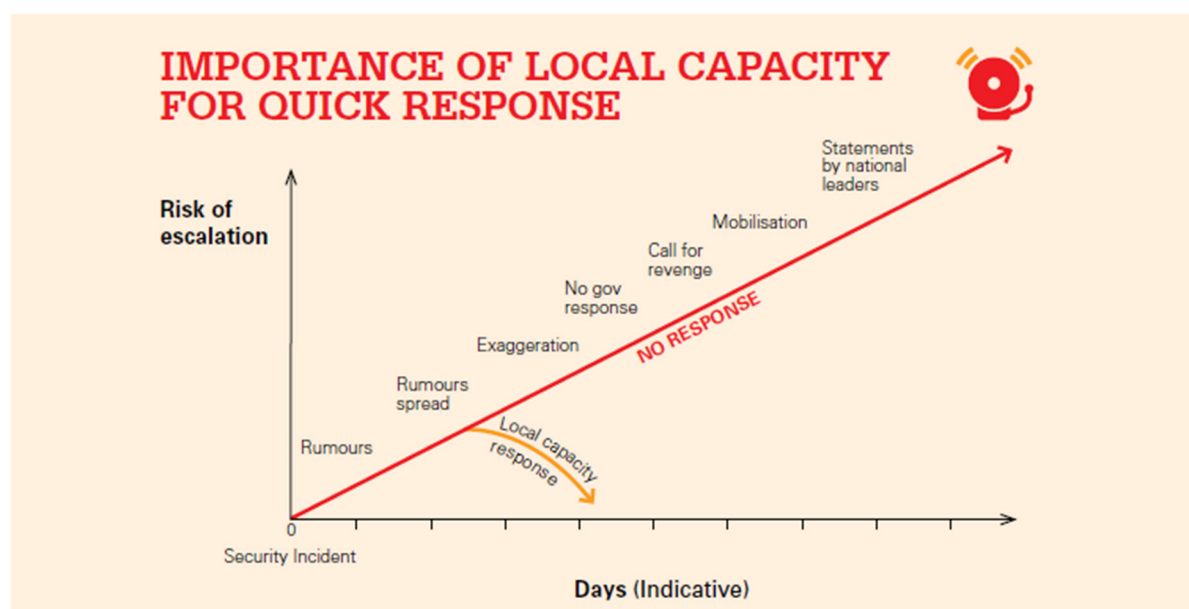 IMPORTANCE OF LOCAL CAPACITY
FOR QUICK RESPONSE
Risk of
escalation
Statements
by national
leaders
Mobilisation
Call for
revenge
No gov
response
NO RESPONSE
Exaggeration
Rumours
spread
Local capacity
response
Rumours
0
Security Incident
Days (Indicative)